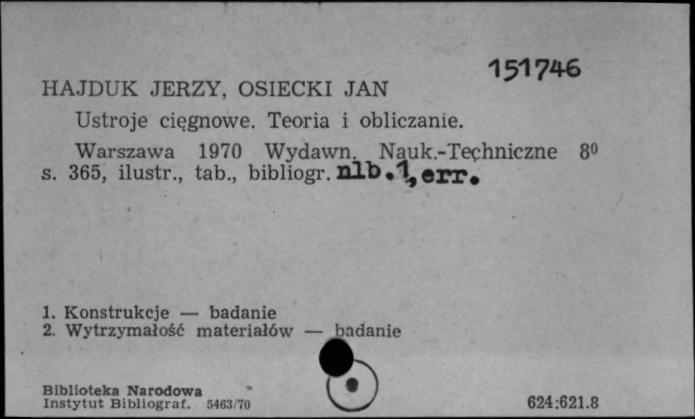 151746
HAJDUK JERZY, OSIECKI JAN
Ustroje cięgnowe. Teoria i obliczanie.
Warszawa 1970 Wydawn. Nauk.-Techniczne 8⁰
s. 365, ilustr., tab., bibliogr. nlb. 1, err.
1. Konstrukcje — badanie
2. Wytrzymałość materiałów — badanie
Biblioteka Narodowa
Instytut Bibliograf. 5463/70
624:621.8